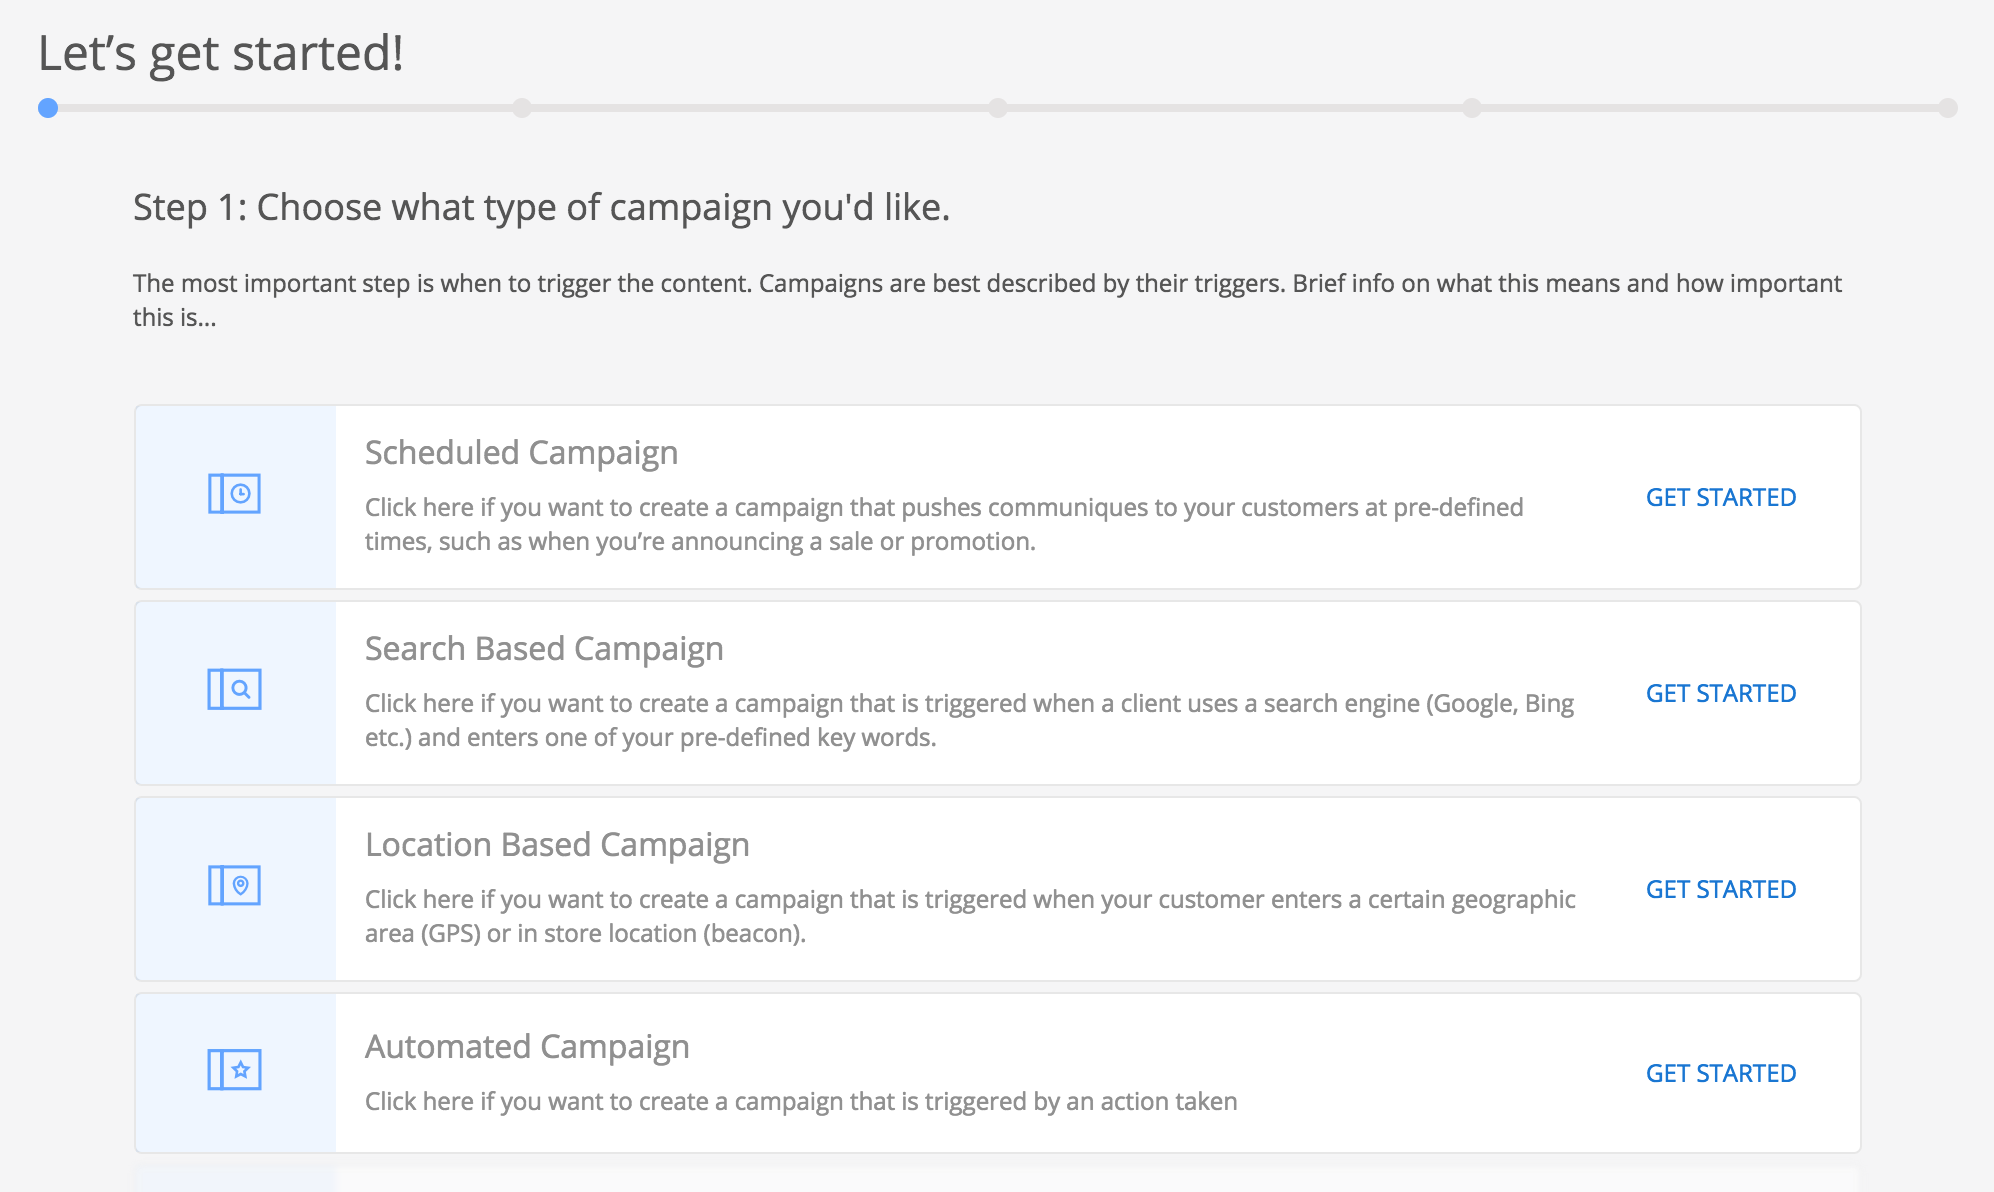 Let’s get started!
Step 1: Choose what type of campaign you'd like.
The most important step is when to trigger the content. Campaigns are best described by their triggers. Brief info on what this means and how important
this is...
Scheduled Campaign
Click here if you want to create a campaign that pushes communiques to your customers at pre-defined
times, such as when you’re announcing a sale or promotion.
GET STARTED
Search Based Campaign
Click here if you want to create a campaign that is triggered when a client uses a search engine (Google, Bing
etc.) and enters one of your pre-defined key words.
GET STARTED
Location Based Campaign
Click here if you want to create a campaign that is triggered when your customer enters a certain geographic
area (GPS) or in store location (beacon).
GET STARTED
Automated Campaign
Click here if you want to create a campaign that is triggered by an action taken
GET STARTED